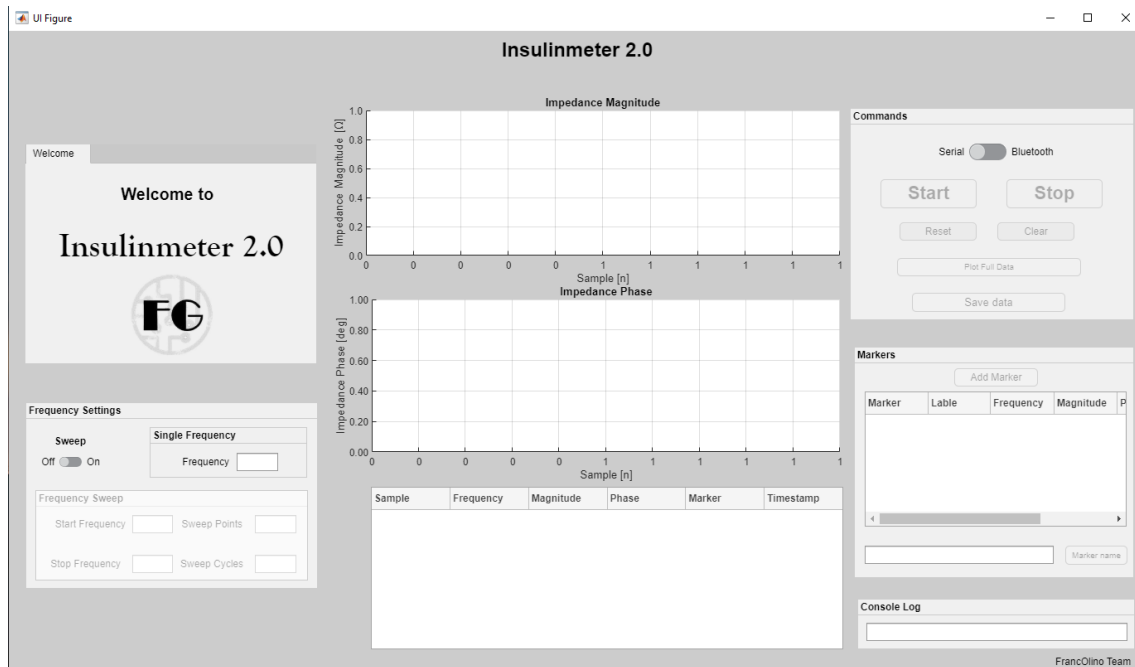 UI Figure
Insulinmeter 2.0
Welcome
Welcome to
Insulinmeter 2.0
FG
Frequency Settings
Sweep
Off On
Single Frequency
Frequency
Frequency Sweep
Start Frequency Sweep Points
Stop Frequency Sweep Cycles
Impedance Magnitude
Impedance Magnitude [Ω]
1.0
0.8
0.6
0.4
0.2
0.0
0 0 0 0 0 1 1 1 1 1 1
Sample [n]
Impedance Phase
Impedance Phase [deg]
1.00
0.80
0.60
0.40
0.20
0.00
0 0 0 0 0 1 1 1 1 1 1
Sample [n]
Sample Frequency Magnitude Phase Marker Timestamp
Commands
Serial Bluetooth
Start Stop
Reset Clear
Plot Full Data
Save data
Markers
Add Marker
Marker Lable Frequency Magnitude P
Marker name
Console Log
FrancOlino Team